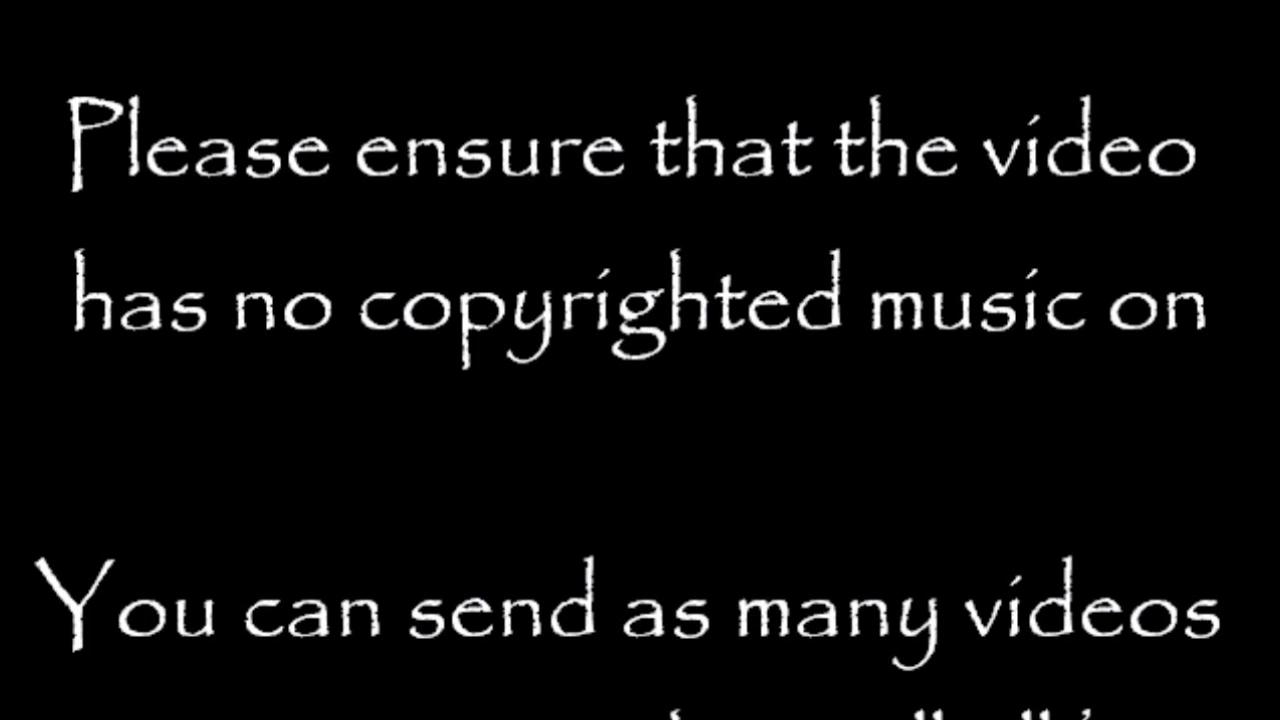 Please ensure that the video
has no copyrighted music on
You can send as many videos